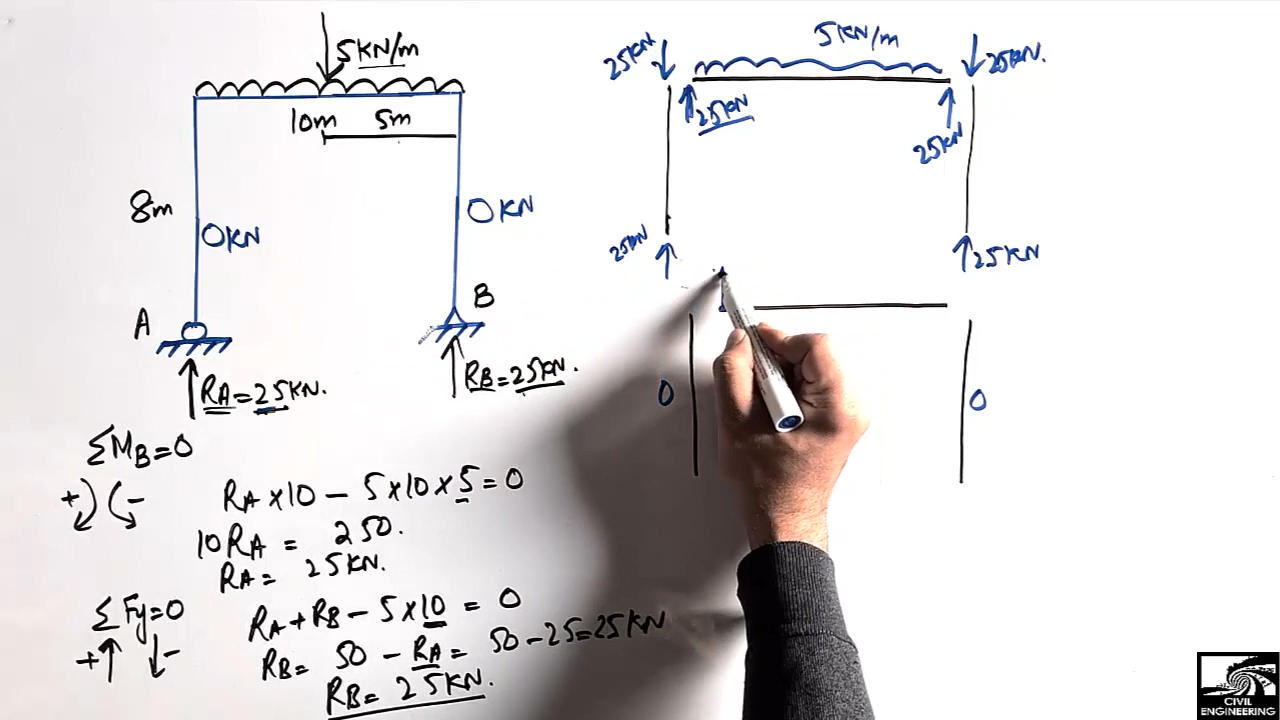 5KN/m
10m 5m
8m
0KN
0KN
A
B
RA=25KN.
RB=25KN.
ΣMB=0
+ -
RA×10 - 5×10×5=0
10RA = 250.
RA= 25KN.
ΣFy=0
+ -
RA+RB-5×10 = 0
RB= 50 - RA= 50-25=25KN
RB= 25KN.
5KN/m
25KN
25KN.
25KN
25KN
25KN
25KN
0
0
CIVIL
ENGINEERING